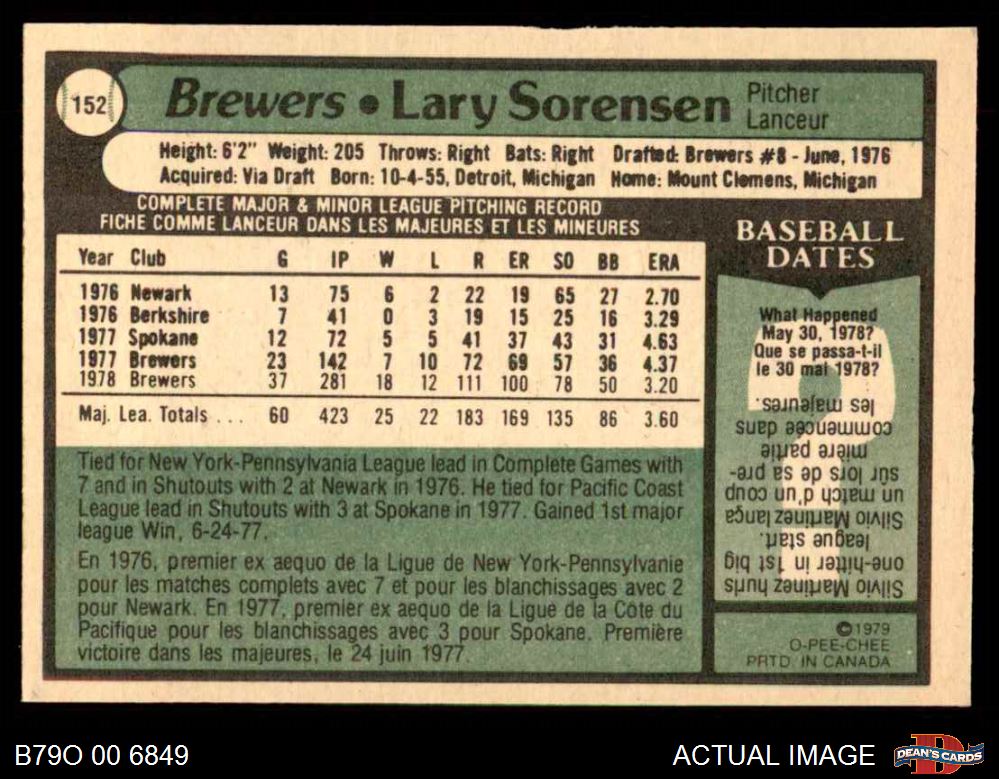 152
Brewers • Lary Sorensen
Pitcher
Lanceur
Height: 6'2" Weight: 205 Throws: Right Bats: Right Drafted: Brewers #8 - June, 1976
Acquired: Via Draft Born: 10-4-55, Detroit, Michigan Home: Mount Clemens, Michigan
COMPLETE MAJOR & MINOR LEAGUE PITCHING RECORD
FICHE COMME LANCEUR DANS LES MAJEURES ET LES MINEURES
Year Club G IP W L R ER SO BB ERA
1976 Newark 13 75 6 2 22 19 65 27 2.70
1976 Berkshire 7 41 0 3 19 15 25 16 3.29
1977 Spokane 12 72 5 5 41 37 43 31 4.63
1977 Brewers 23 142 7 10 72 69 57 36 4.37
1978 Brewers 37 281 18 12 111 100 78 50 3.20
Maj. Lea. Totals ... 60 423 25 22 183 169 135 86 3.60
Tied for New York-Pennsylvania League lead in Complete Games with
7 and in Shutouts with 2 at Newark in 1976. He tied for Pacific Coast
League lead in Shutouts with 3 at Spokane in 1977. Gained 1st major
league Win, 6-24-77.
En 1976, premier ex aequo de la Ligue de New York-Pennsylvanie
pour les matches complets avec 7 et pour les blanchissages avec 2
pour Newark. En 1977, premier ex aequo de la Ligue de la Côte du
Pacifique pour les blanchissages avec 3 pour Spokane. Première
victoire dans les majeures, le 24 juin 1977.
BASEBALL
DATES
What Happened
May 30, 1978?
Que se passa-t-il
le 30 mai 1978?
Silvio Martinez hurls
one-hitter in 1st big
league start.
Silvio Martinez lança
un match d'un coup
sûr lors de sa pre-
mière partie
commencée dans
les majeures.
©1979
O-PEE-CHEE
PRTD. IN CANADA
B79O 00 6849
ACTUAL IMAGE
DEAN'S CARDS